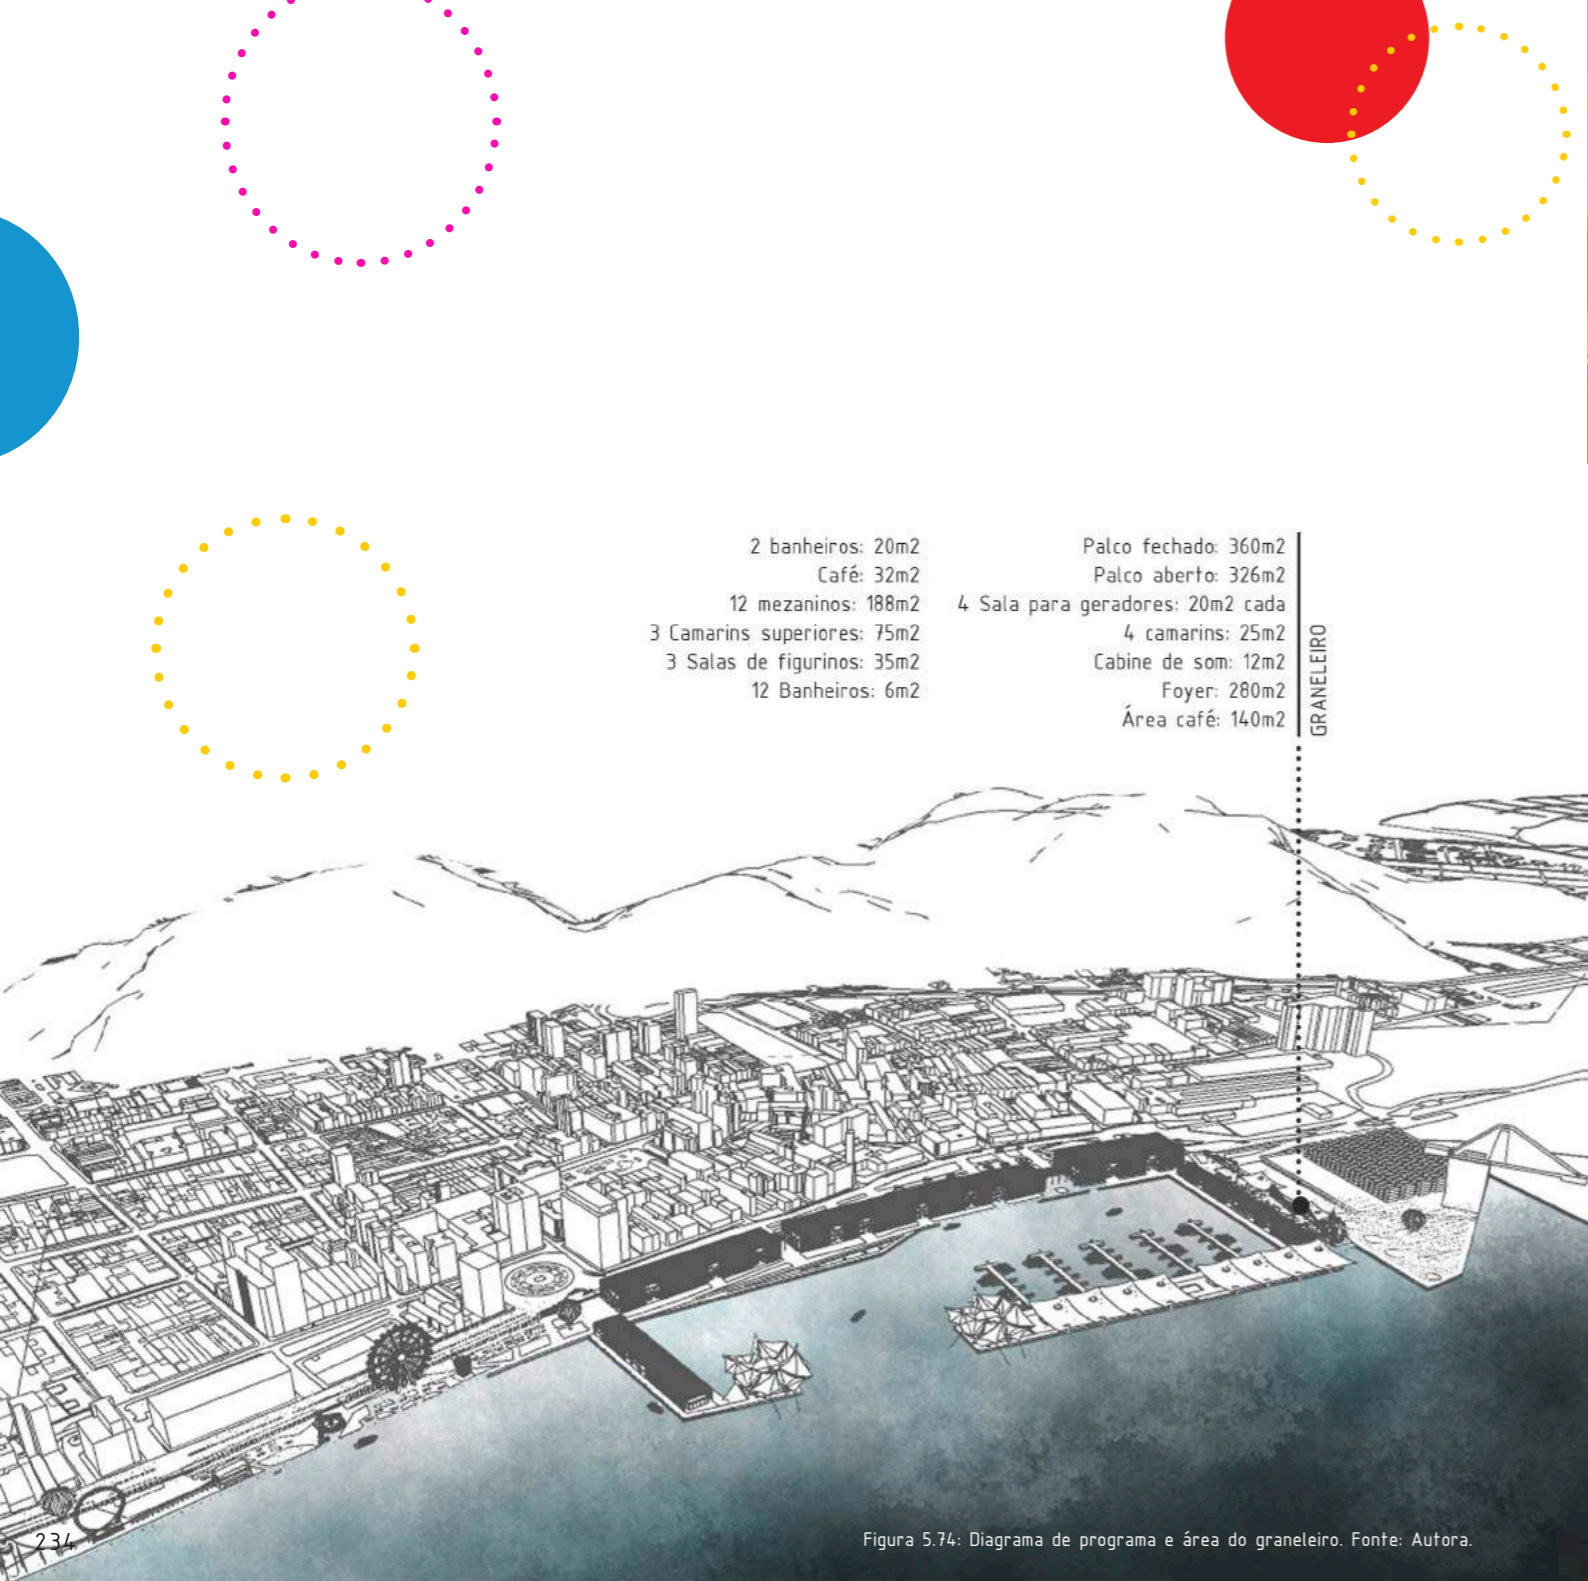 2 banheiros: 20m2
Café: 32m2
12 mezaninos: 188m2
3 Camarins superiores: 75m2
3 Salas de figurinos: 35m2
12 Banheiros: 6m2
Palco fechado: 360m2
Palco aberto: 326m2
4 Sala para geradores: 20m2 cada
4 camarins: 25m2
Cabine de som: 12m2
Foyer: 280m2
Área café: 140m2
GRANELEIRO
234
Figura 5.74: Diagrama de programa e área do graneleiro. Fonte: Autora.